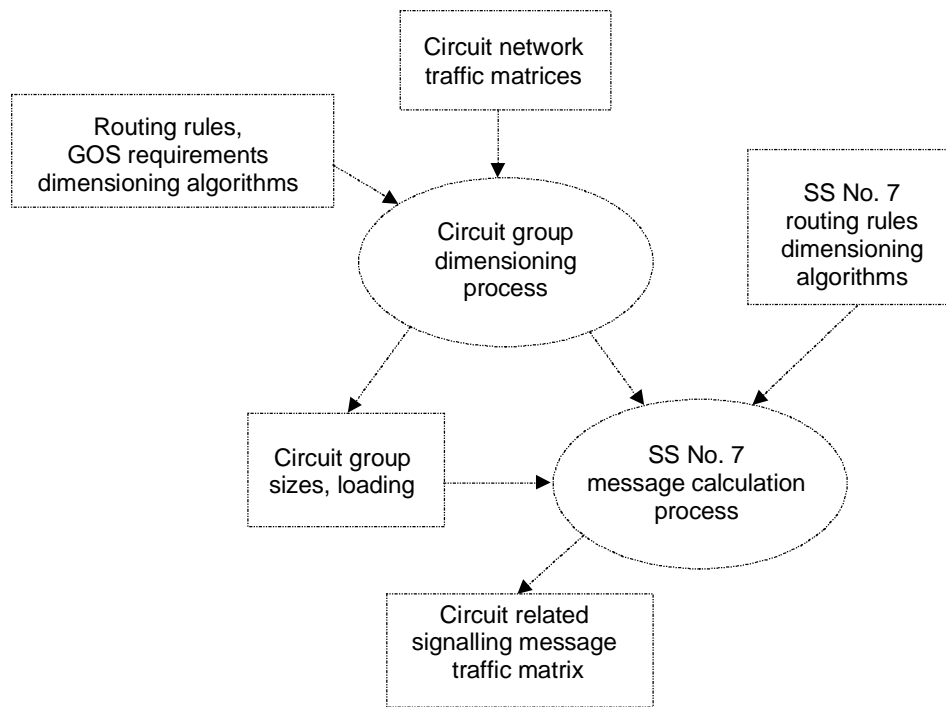 Circuit network
traffic matrices
Routing rules,
GOS requirements
dimensioning algorithms
SS No. 7
routing rules
dimensioning
algorithms
Circuit group
dimensioning
process
Circuit group
sizes, loading
SS No. 7
message calculation
process
Circuit related
signalling message
traffic matrix